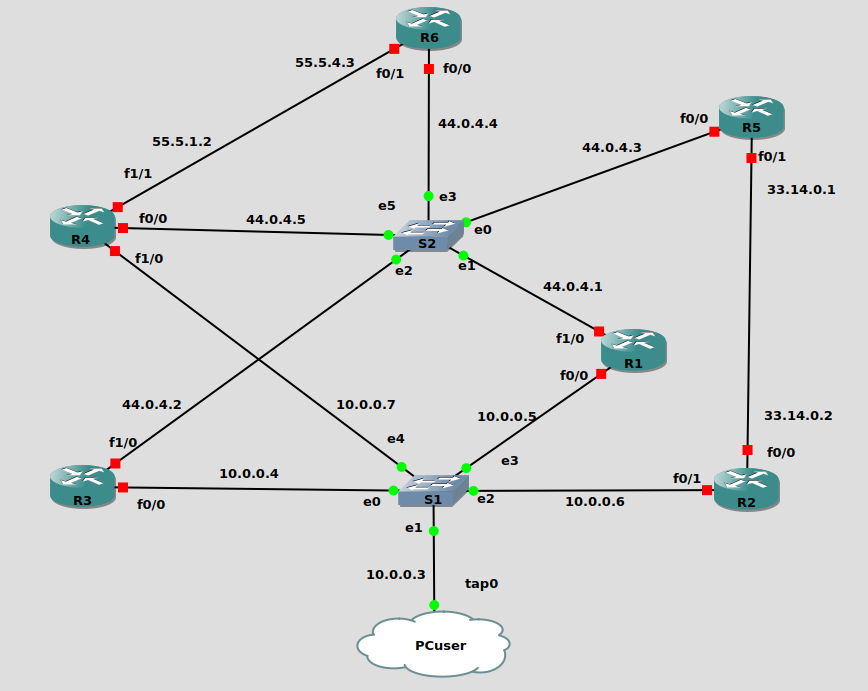 R6
55.5.4.3
f0/1
f0/0
44.0.4.4
f0/0
R5
f0/1
55.5.1.2
44.0.4.3
f1/1
33.14.0.1
e5
e3
f0/0
44.0.4.5
e0
R4
S2
f1/0
e2
e1
44.0.4.1
f1/0
R1
f0/0
44.0.4.2
10.0.0.7
10.0.0.5
33.14.0.2
f1/0
e4
e3
f0/0
10.0.0.4
f0/1
R3
f0/0
e0
S1
e2
10.0.0.6
R2
e1
10.0.0.3
tap0
PCuser